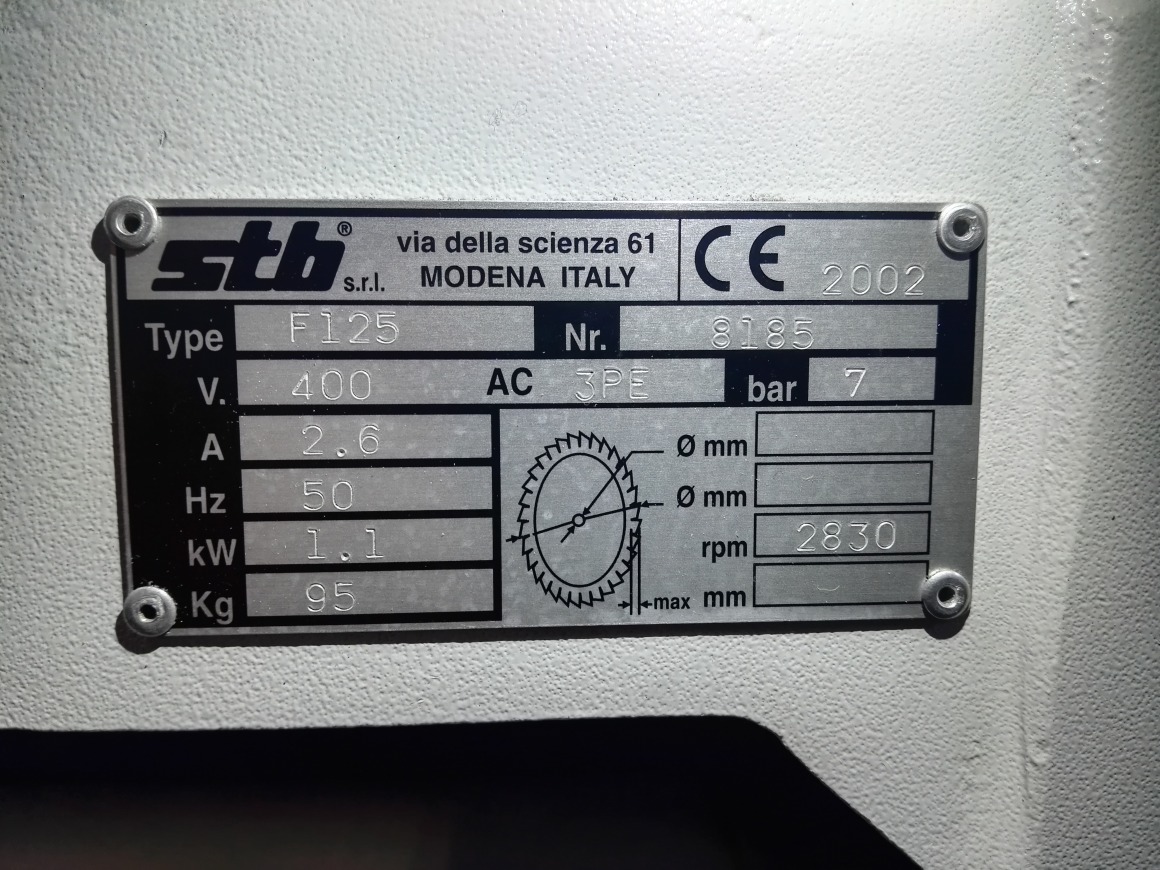 stb® s.r.l. via della scienza 61
MODENA ITALY
CE 2002
Type F125 Nr. 8185
V. 400 AC 3PE bar 7
A 2.6
Ø mm
Hz 50
Ø mm
kW 1.1
rpm 2830
Kg 95
max mm